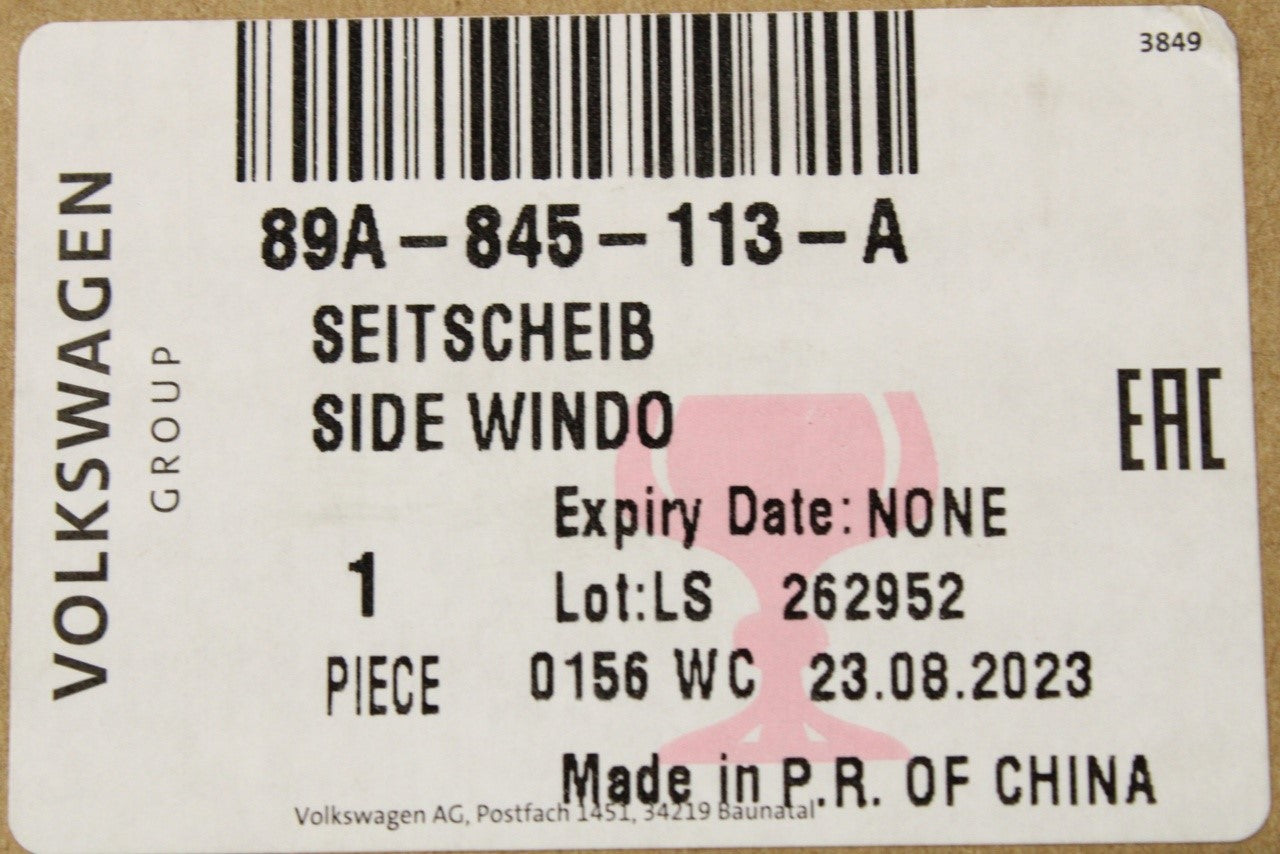 3849
VOLKSWAGEN
GROUP
89A-845-113-A
SEITSCHEIB
SIDE WINDO
EAC
Expiry Date: NONE
1
Lot:LS 262952
PIECE
0156 WC 23.08.2023
Made in P.R. OF CHINA
Volkswagen AG, Postfach 1451, 34219 Baunatal